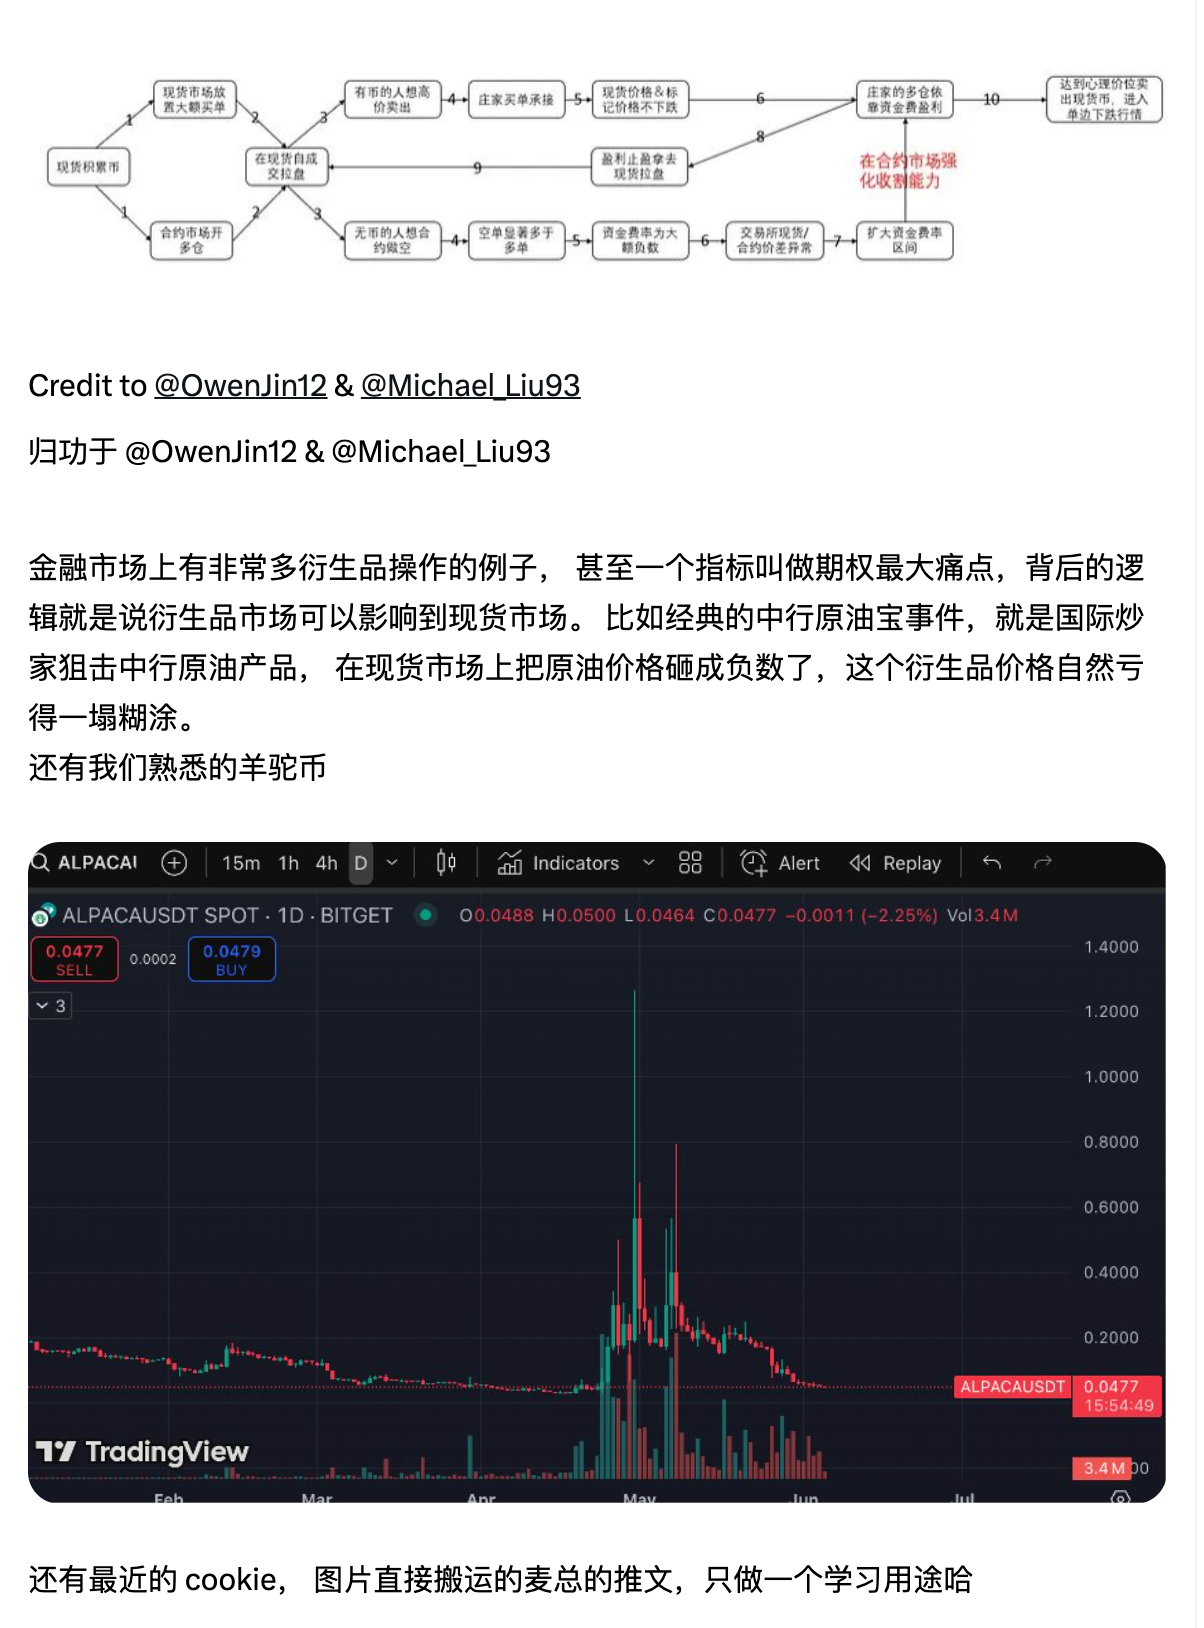 现货市场放
置大额买单
有币的人想高
价卖出
庄家买单承接
现货价格&标
记价格不下跌
庄家的多仓依
靠资金费盈利
达到心理价位卖
出现货币，进入
单边下跌行情
1
2
3
4
5
6
8
10
现货积累币
在现货自成
交拉盘
9
盈利止盈拿去
现货拉盘
在合约市场强
化收割能力
1
2
3
合约市场开
多仓
无币的人想合
约做空
4
空单显著多于
多单
5
资金费率为大
额负数
6
交易所现货/
合约价差异常
7
扩大资金费率
区间
Credit to @OwenJin12 & @Michael_Liu93
归功于 @OwenJin12 & @Michael_Liu93
金融市场上有非常多衍生品操作的例子， 甚至一个指标叫做期权最大痛点，背后的逻
辑就是说衍生品市场可以影响到现货市场。 比如经典的中行原油宝事件，就是国际炒
家狙击中行原油产品， 在现货市场上把原油价格砸成负数了，这个衍生品价格自然亏
得一塌糊涂。
还有我们熟悉的羊驼币
ALPACAU 15m 1h 4h D Indicators Alert Replay
ALPACAUSDT SPOT · 1D · BITGET O0.0488 H0.0500 L0.0464 C0.0477 −0.0011 (−2.25%) Vol3.4M
0.0477
SELL
0.0002
0.0479
BUY
3
1.4000
1.2000
1.0000
0.8000
0.6000
0.4000
0.2000
ALPACAUSDT 0.0477
15:54:49
TradingView
3.4M 00
Feb Mar Apr May Jun Jul
还有最近的 cookie， 图片直接搬运的麦总的推文，只做一个学习用途哈